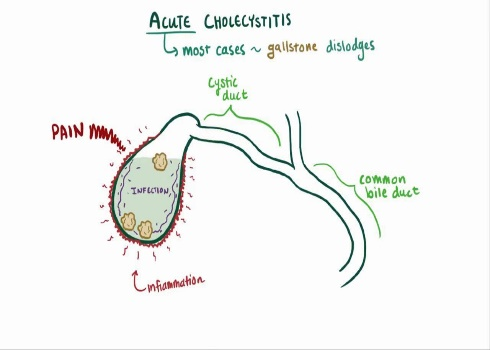 ACUTE CHOLECYSTITIS
most cases ~ gallstone dislodges
cystic
duct
PAIN
INFECTION
common
bile duct
inflammation